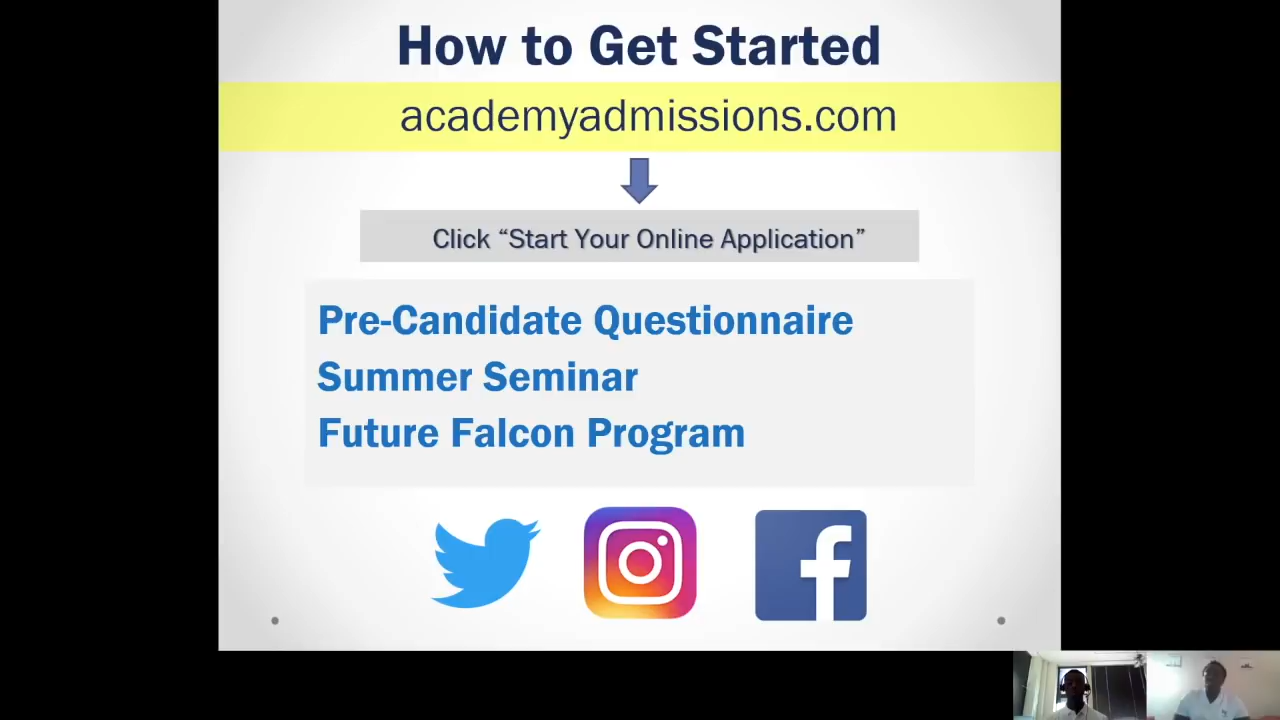 How to Get Started
academyadmissions.com
Click “Start Your Online Application”
Pre-Candidate Questionnaire
Summer Seminar
Future Falcon Program